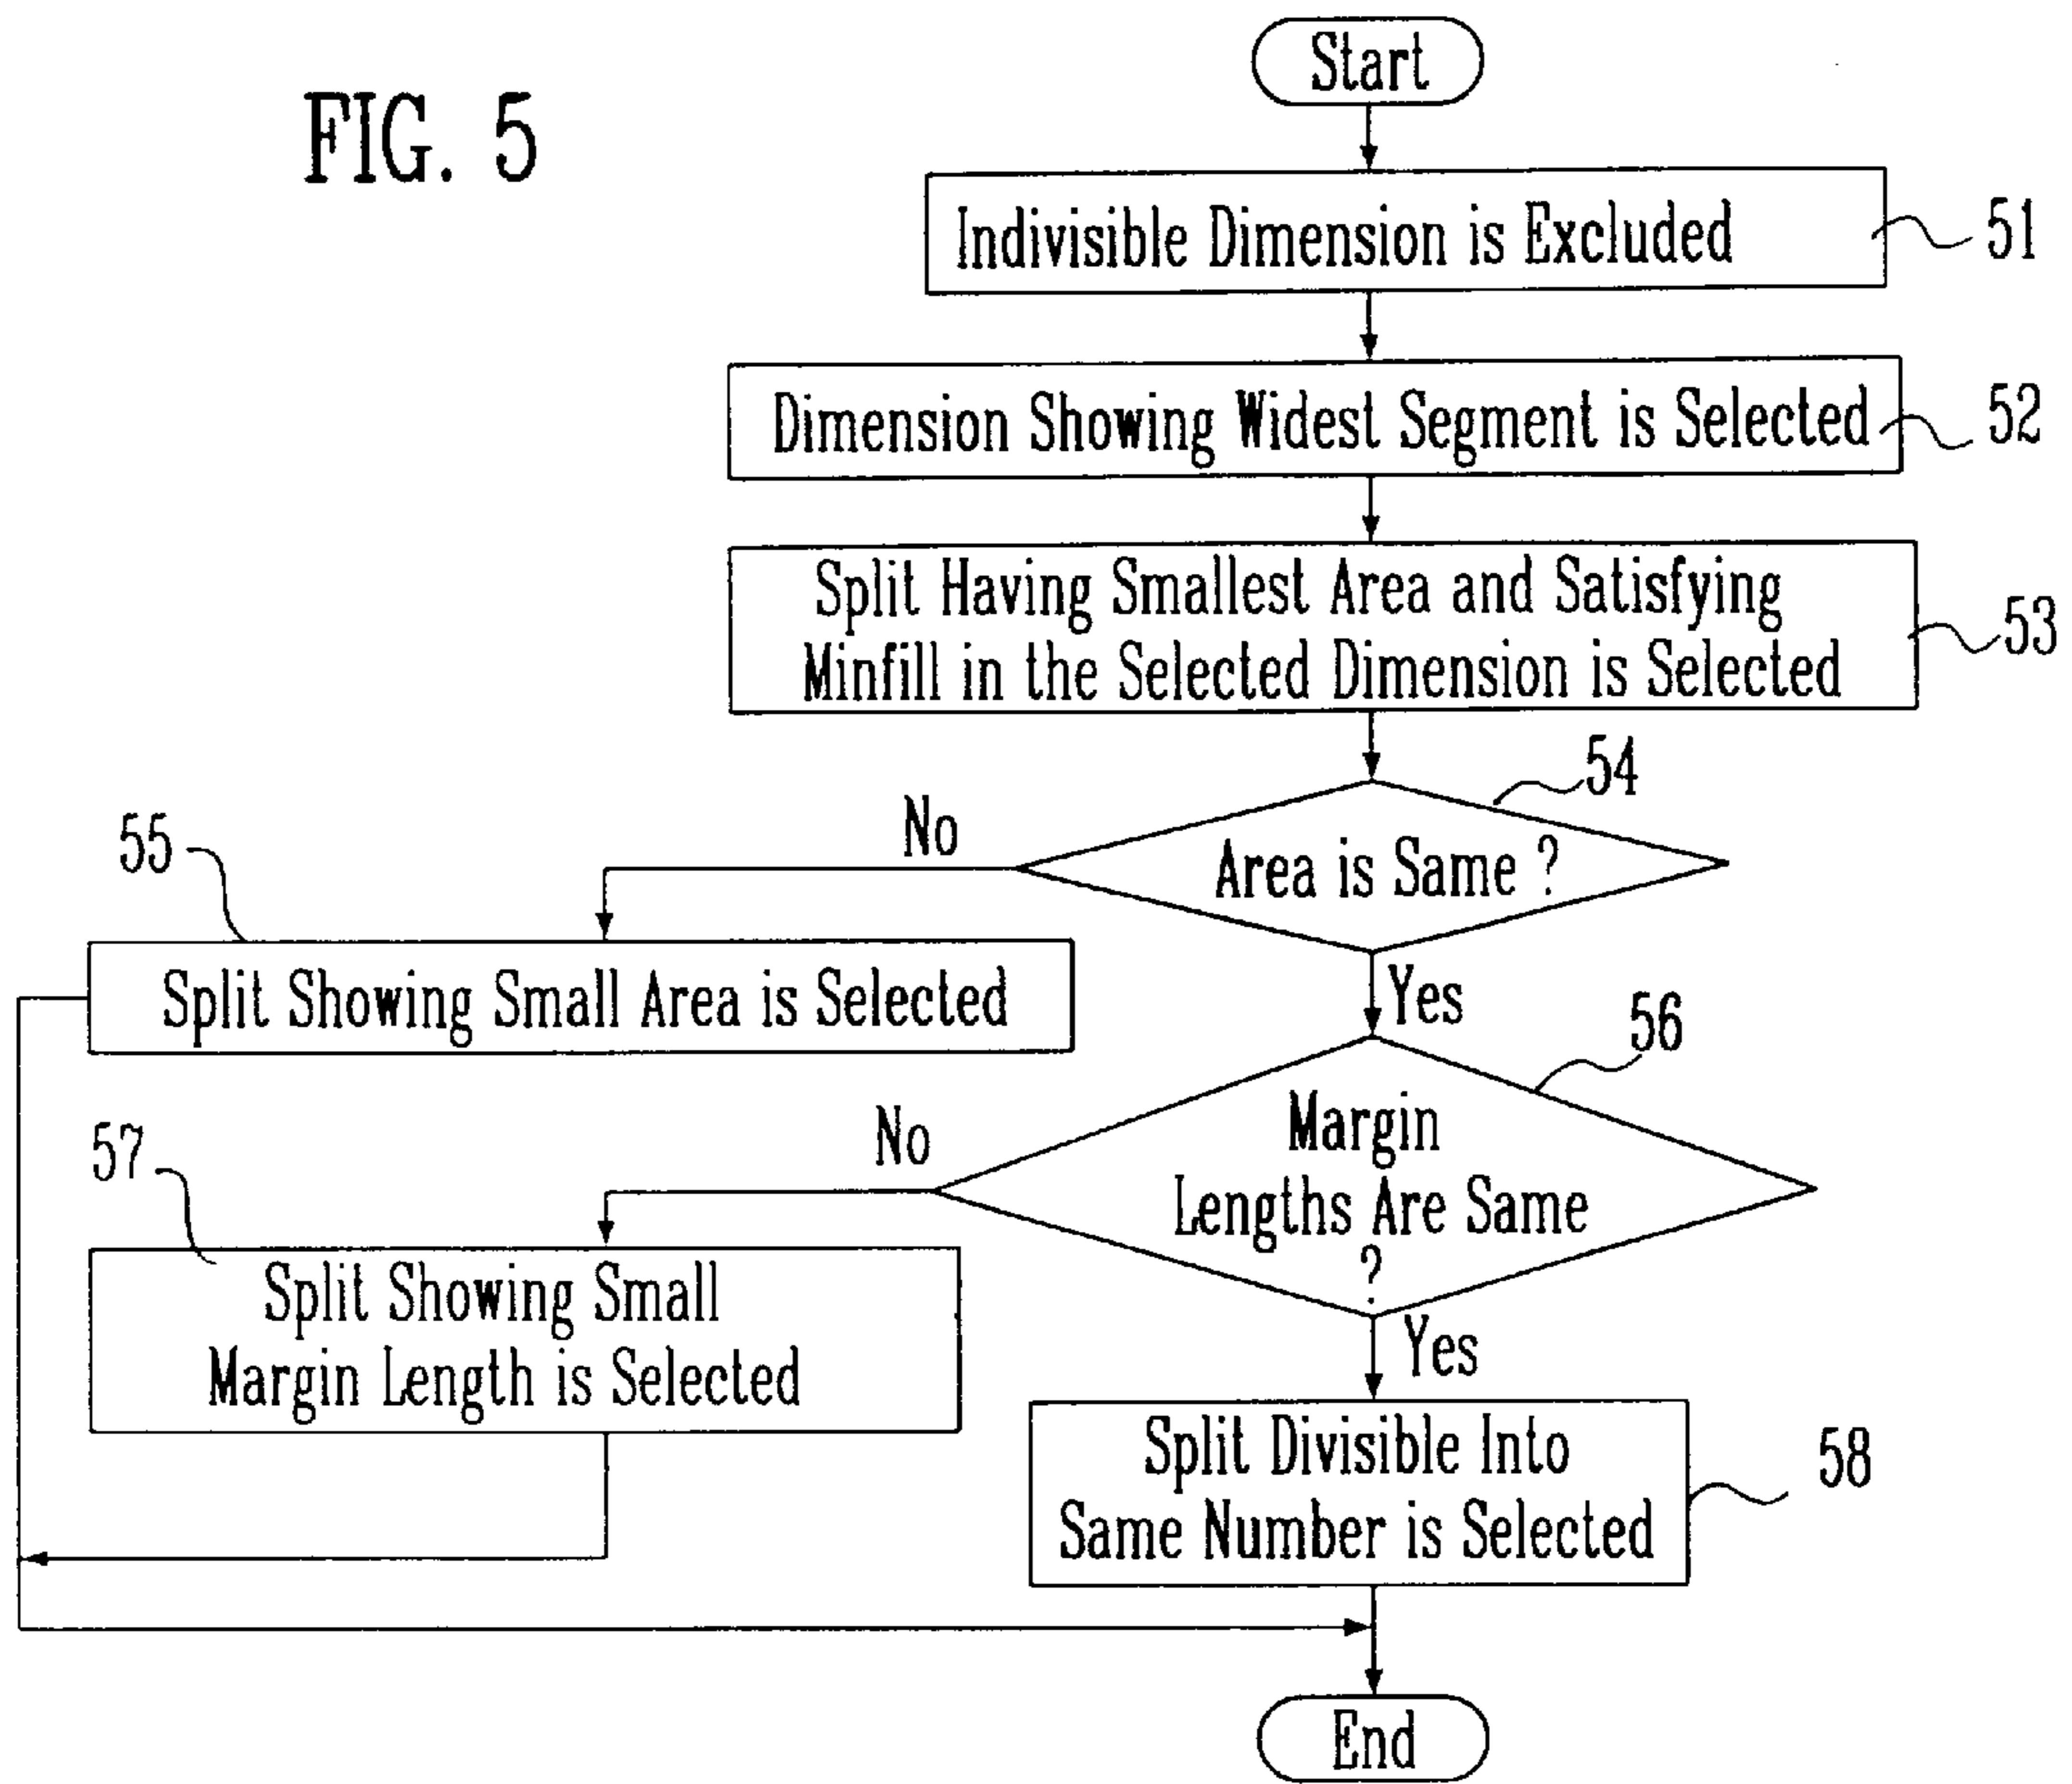 FIG. 5
Start
Indivisible Dimension is Excluded
51
Dimension Showing Widest Segment is Selected
52
Split Having Smallest Area and Satisfying
Minfill in the Selected Dimension is Selected
53
54
Area is Same ?
No
Yes
55
Split Showing Small Area is Selected
56
Margin
Lengths Are Same
?
No
Yes
57
Split Showing Small
Margin Length is Selected
Split Divisible Into
Same Number is Selected
58
End